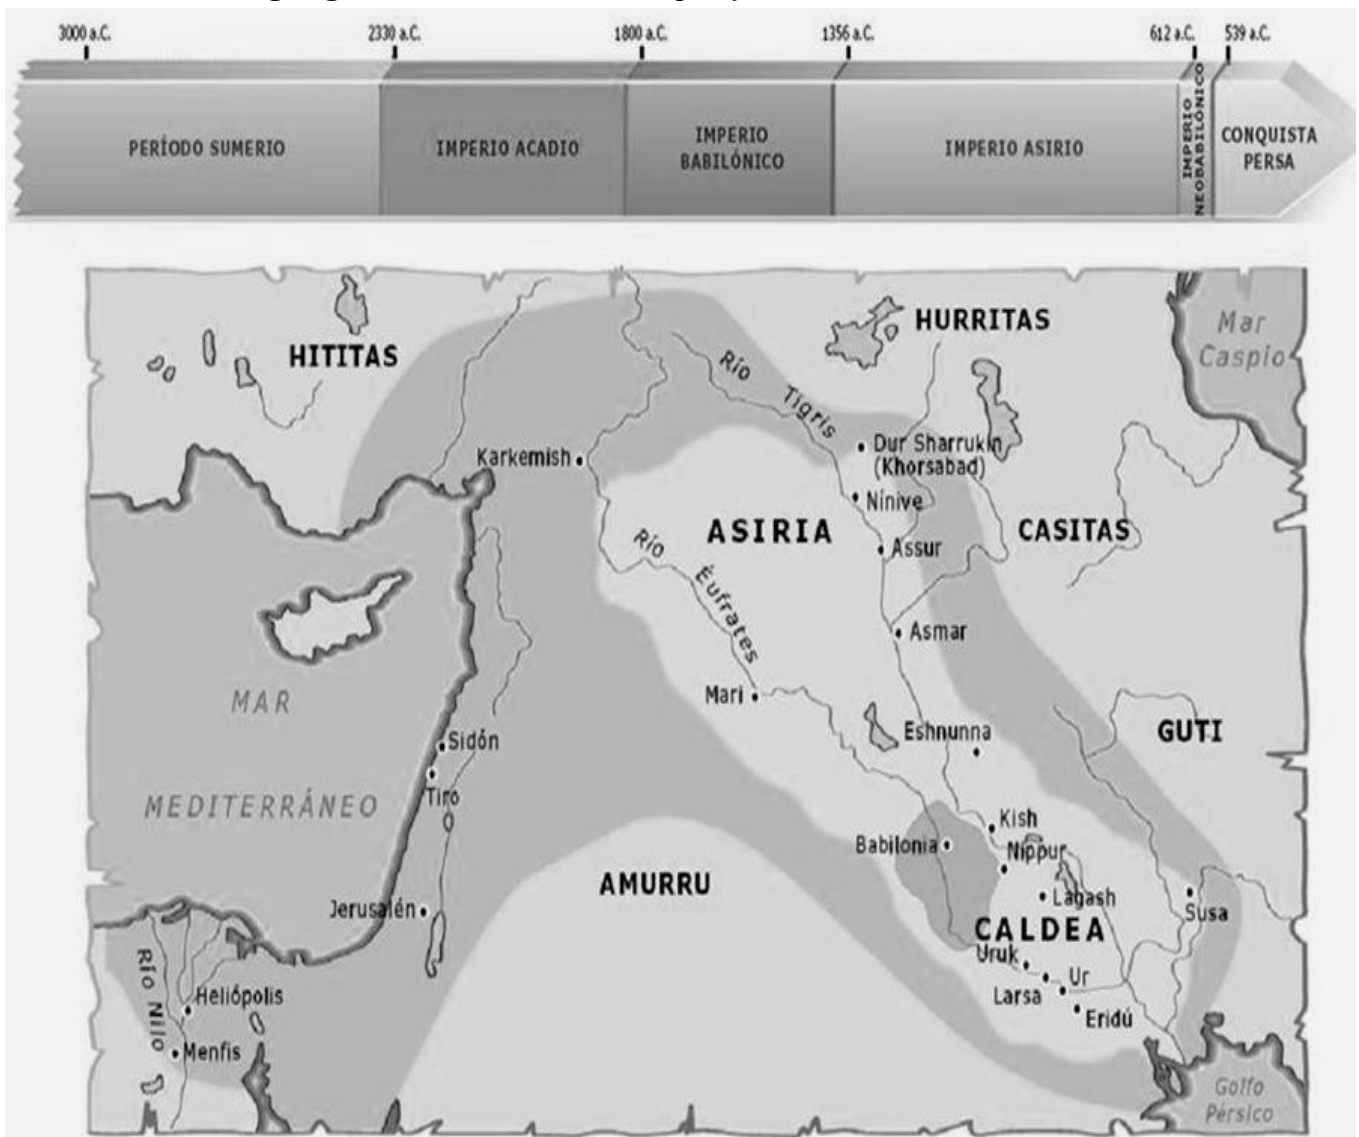 3000 a.C.
2330 a.C.
1800 a.C.
1356 a.C.
612 a.C.
539 a.C.
PERÍODO SUMERIO
IMPERIO ACADIO
IMPERIO
BABILÓNICO
IMPERIO ASIRIO
IMPERIO
NEOBABILÓNICO
CONQUISTA
PERSA
HITITAS
HURRITAS
Mar
Caspio
Río
Tigris
Karkemish
Dur Sharrukin
(Khorsabad)
Nínive
ASIRIA
CASITAS
Río
Éufrates
Assur
Asmar
MAR
MEDITERRÁNEO
Mari
Sidón
Tiro
Eshnunna
GUTI
Kish
Babilonia
Nippur
AMURRU
Lagash
Susa
Jerusalén
CALDEA
Uruk
Ur
Larsa
Eridú
Río Nilo
Heliópolis
Menfis
Golfo
Pérsico